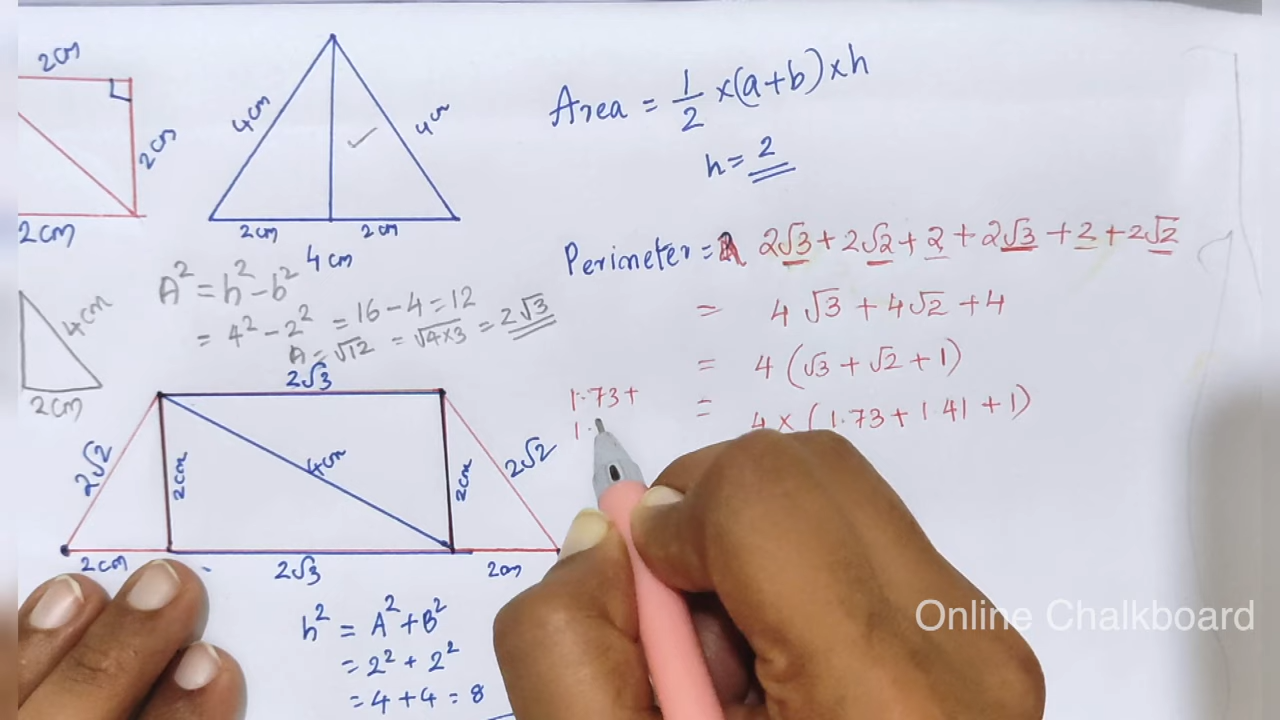 2cm
2cm
2cm
4cm
4cm
2cm
2cm
4cm
Area = 1/2 ×(a+b)×h
h= 2
Perimeter = 2√3+2√2+2+2√3+2+2√2
= 4√3+4√2+4
= 4(√3+√2+1)
= 4×(1.73+1.41+1)
1.73+
1.
A² = h²-b²
= 4²-2² = 16-4=12
A = √12 = √4×3 = 2√3
4cm
2cm
2√3
2√2
2cm
4cm
2cm
2√2
2cm
2√3
2cm
h² = A²+B²
= 2²+2²
= 4+4=8
Online Chalkboard